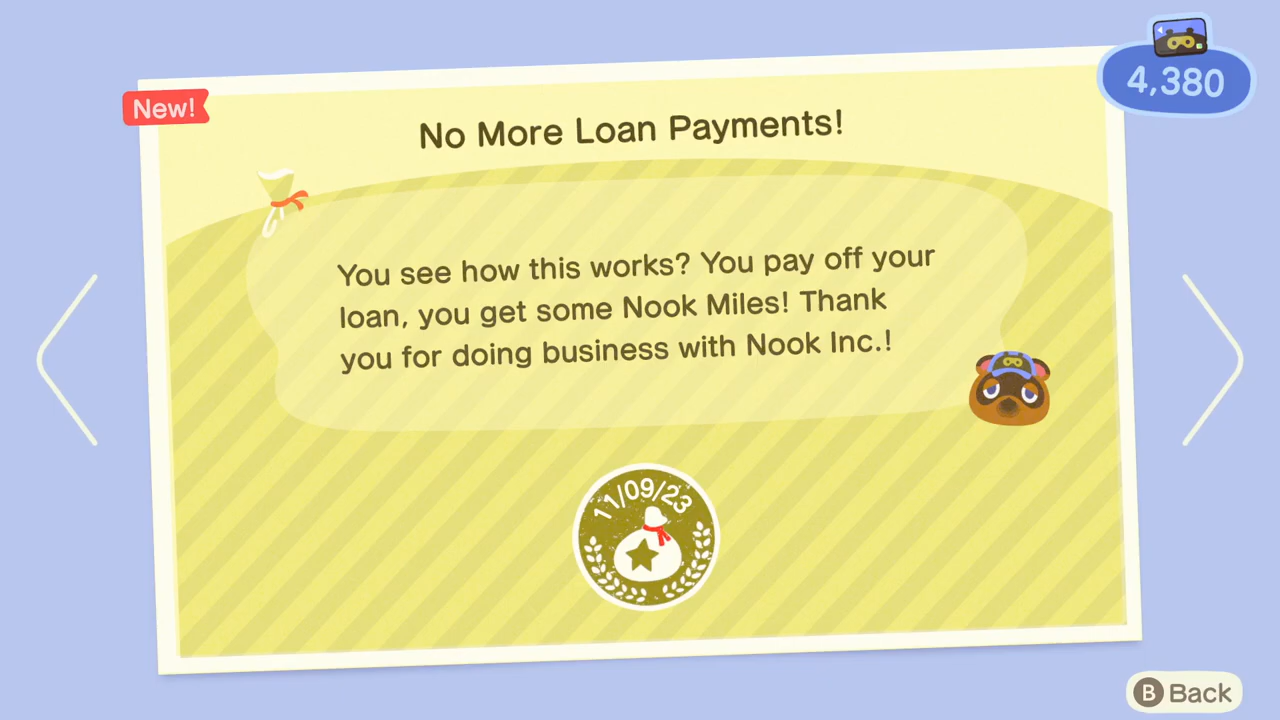 4,380
New!
No More Loan Payments!
You see how this works? You pay off your
loan, you get some Nook Miles! Thank
you for doing business with Nook Inc.!
11/09/23
B Back